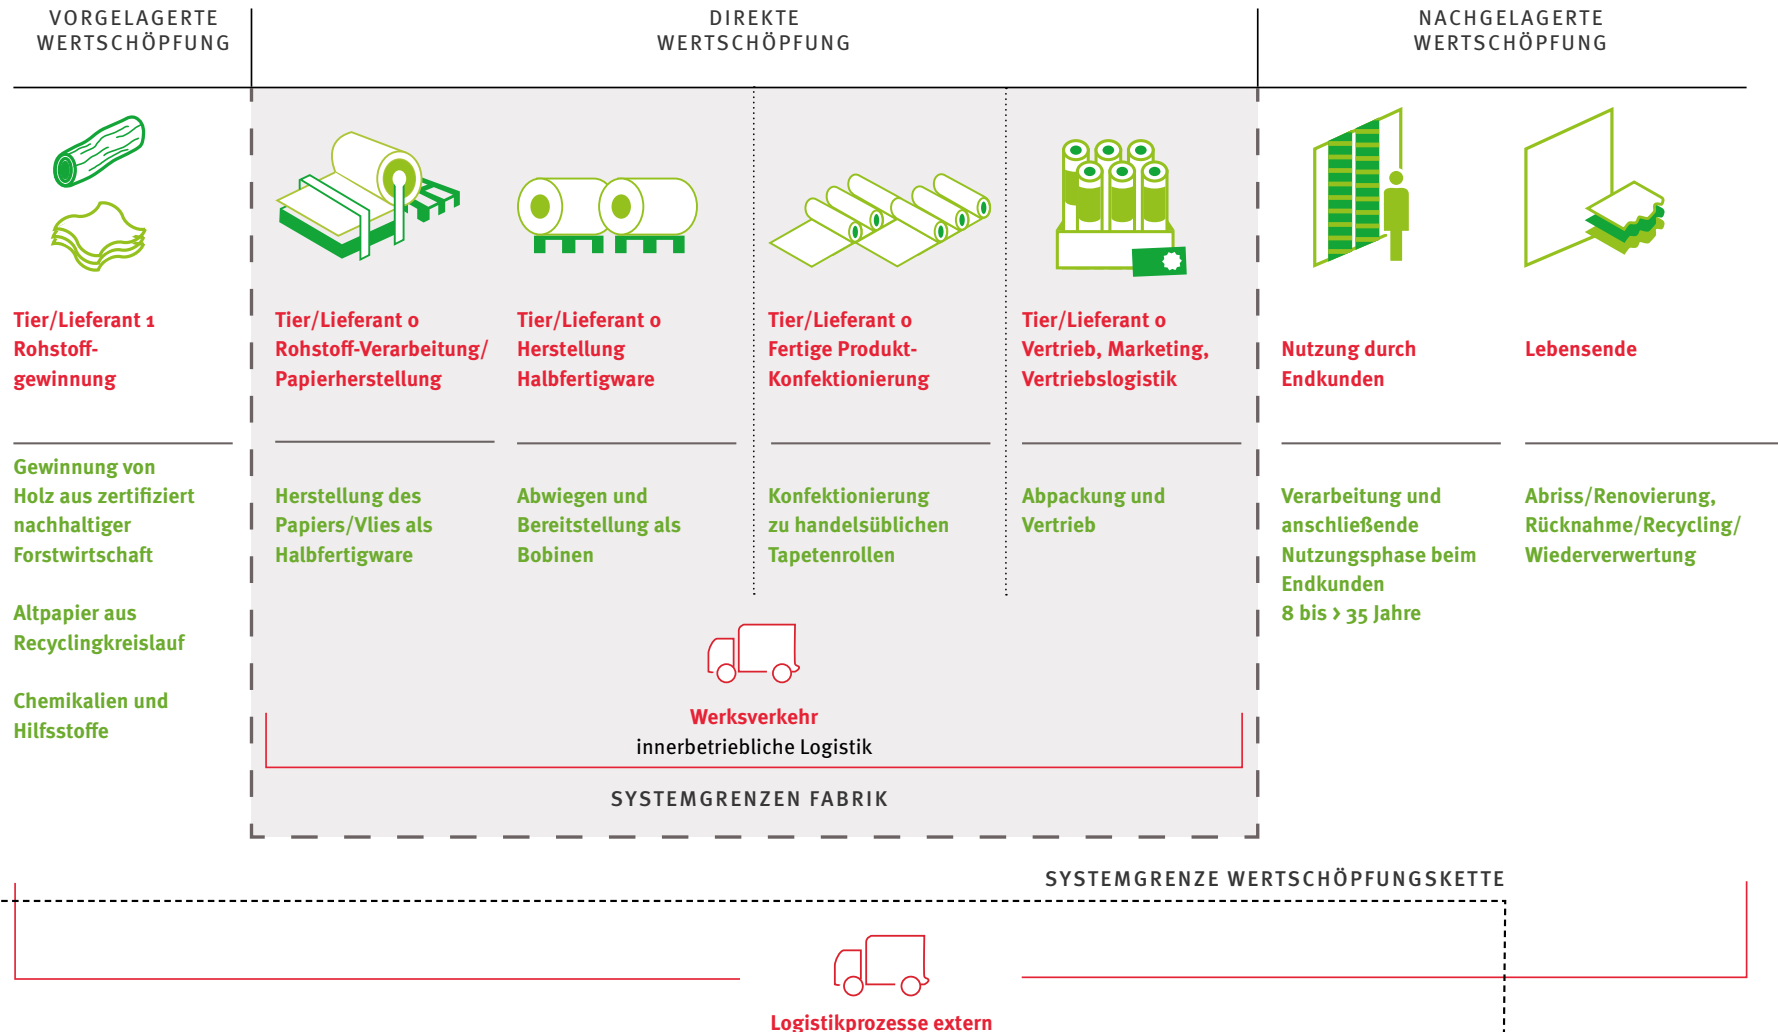 VORGELAGERTE
WERTSCHÖPFUNG
DIREKTE
WERTSCHÖPFUNG
NACHGELAGERTE
WERTSCHÖPFUNG
Tier/Lieferant 1
Rohstoff-
gewinnung
Tier/Lieferant 0
Rohstoff-Verarbeitung/
Papierherstellung
Tier/Lieferant 0
Herstellung
Halbfertigware
Tier/Lieferant 0
Fertige Produkt-
Konfektionierung
Tier/Lieferant 0
Vertrieb, Marketing,
Vertriebslogistik
Nutzung durch
Endkunden
Lebensende
Gewinnung von
Holz aus zertifiziert
nachhaltiger
Forstwirtschaft
Altpapier aus
Recyclingkreislauf
Chemikalien und
Hilfsstoffe
Herstellung des
Papiers/Vlies als
Halbfertigware
Abwiegen und
Bereitstellung als
Bobinen
Konfektionierung
zu handelsüblichen
Tapetenrollen
Abpackung und
Vertrieb
Verarbeitung und
anschließende
Nutzungsphase beim
Endkunden
8 bis > 35 Jahre
Abriss/Renovierung,
Rücknahme/Recycling/
Wiederverwertung
Werksverkehr
innerbetriebliche Logistik
SYSTEMGRENZEN FABRIK
SYSTEMGRENZE WERTSCHÖPFUNGSKETTE
Logistikprozesse extern